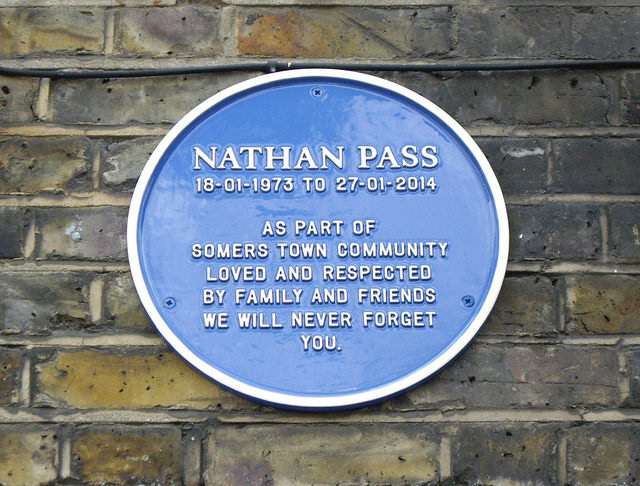 NATHAN PASS
18-01-1973 TO 27-01-2014
AS PART OF
SOMERS TOWN COMMUNITY
LOVED AND RESPECTED
BY FAMILY AND FRIENDS
WE WILL NEVER FORGET
YOU.